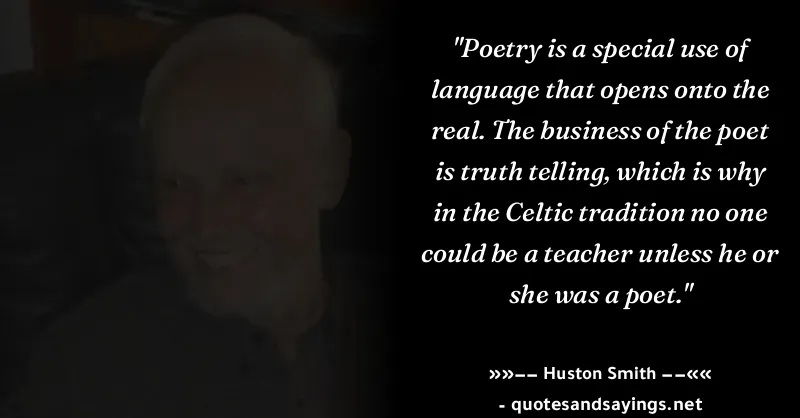 "Poetry is a special use of
language that opens onto the
real. The business of the poet
is truth telling, which is why
in the Celtic tradition no one
could be a teacher unless he or
she was a poet."
»»−− Huston Smith −−««
- quotesandsayings.net